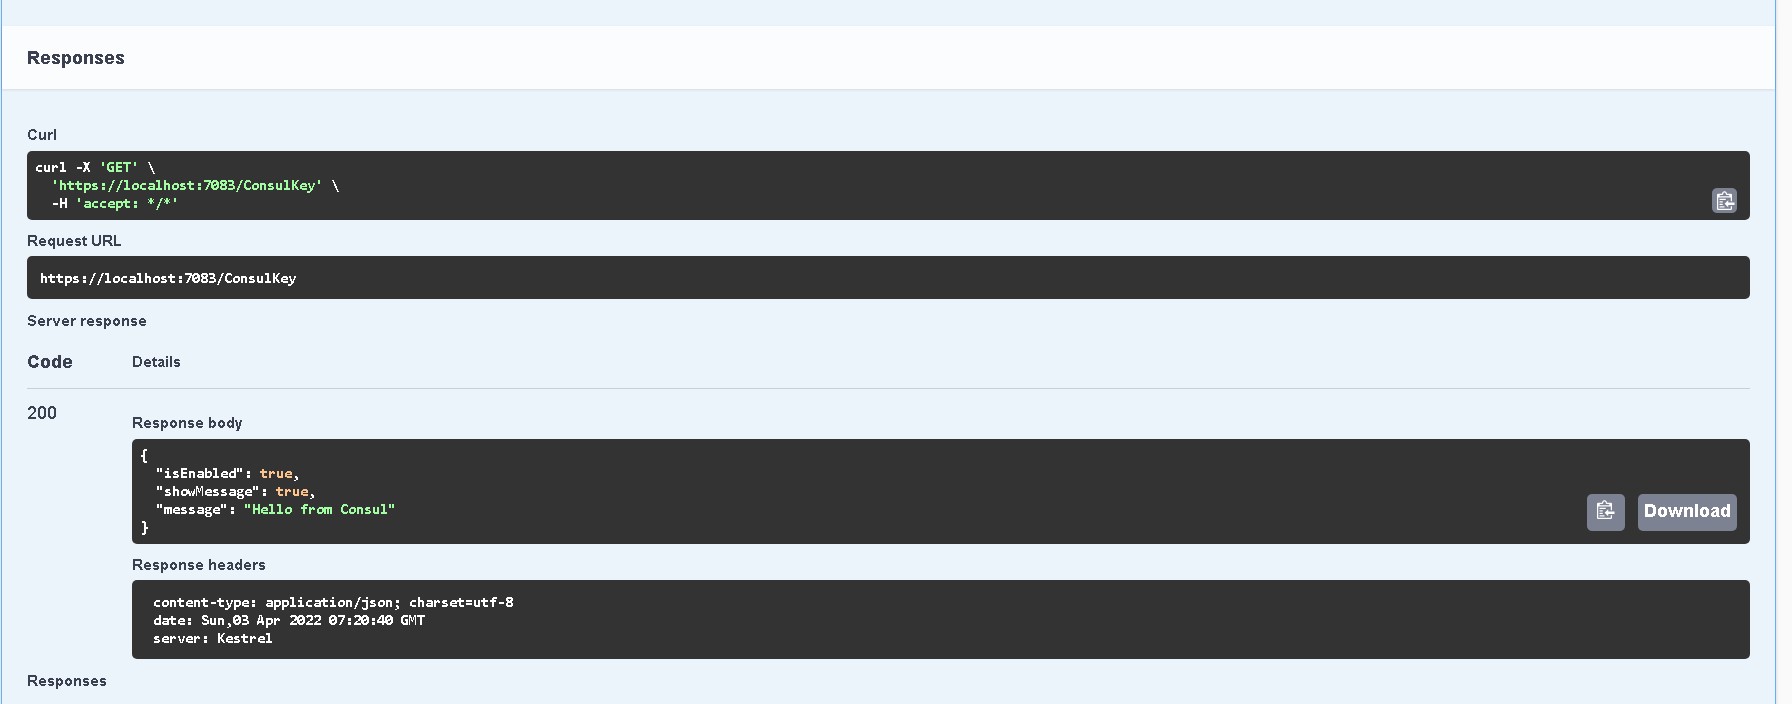 Responses
Curl
curl -X 'GET' \
'https://localhost:7083/ConsulKey' \
-H 'accept: */*'
Request URL
https://localhost:7083/ConsulKey
Server response
Code Details
200
Response body
{
"isEnabled": true,
"showMessage": true,
"message": "Hello from Consul"
}
Download
Response headers
content-type: application/json; charset=utf-8
date: Sun,03 Apr 2022 07:20:40 GMT
server: Kestrel
Responses